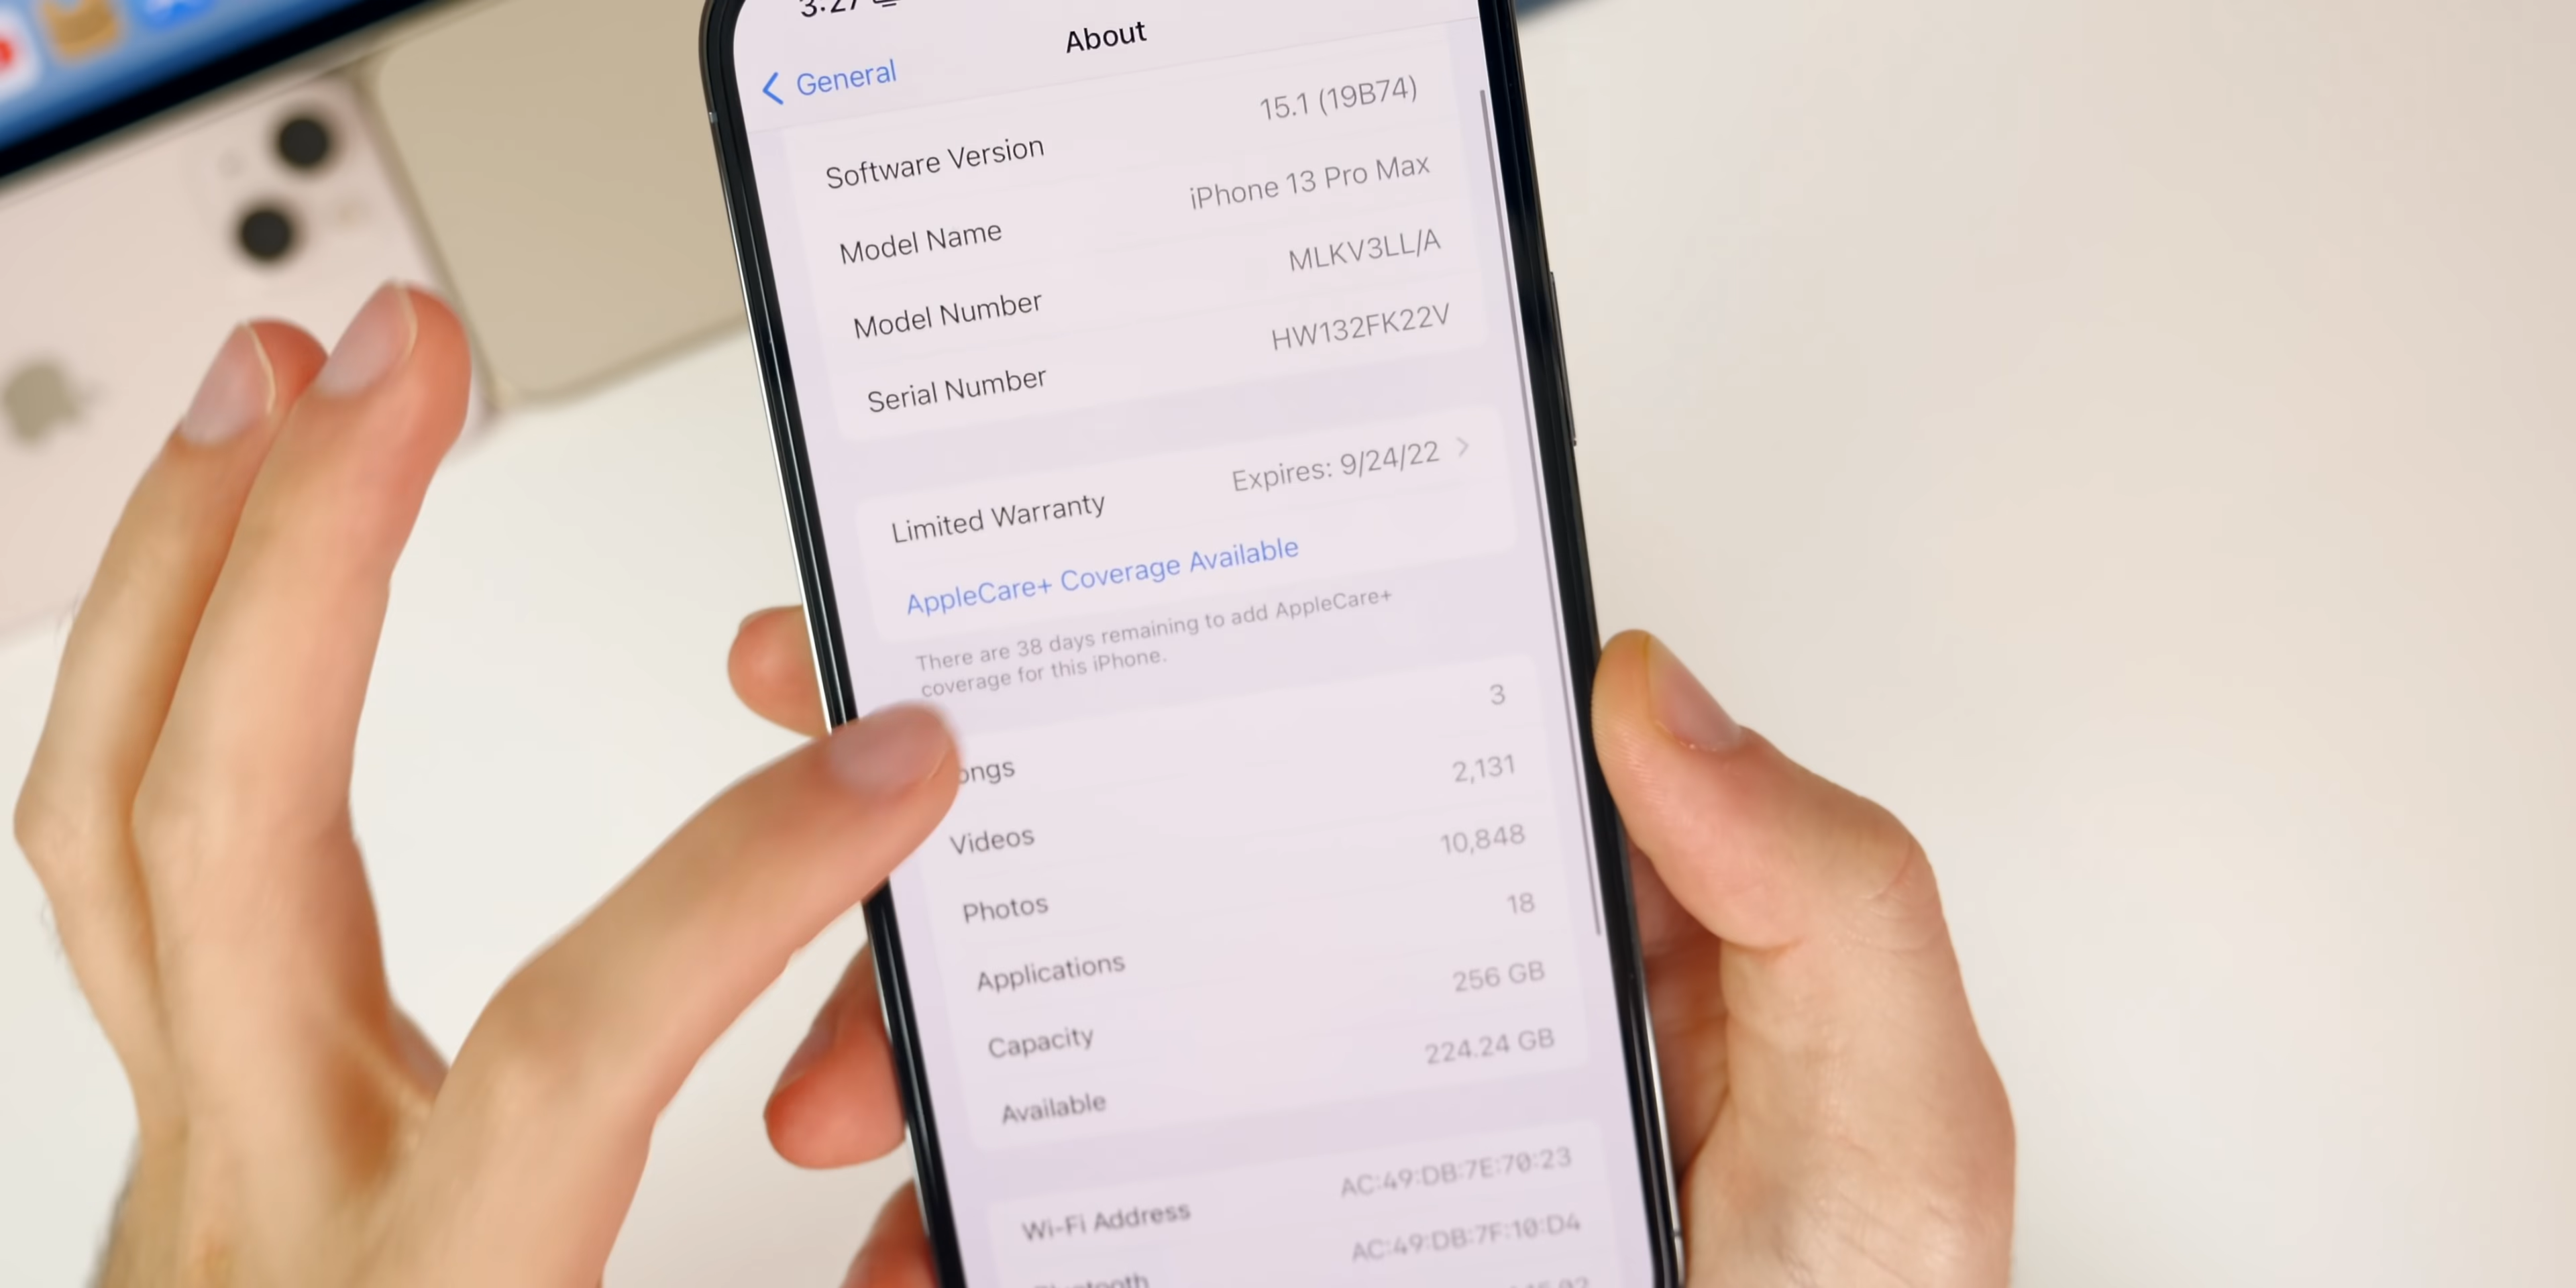 3:27
About
General
Software Version 15.1 (19B74)
Model Name iPhone 13 Pro Max
Model Number MLKV3LL/A
Serial Number HW132FK22V
Limited Warranty Expires: 9/24/22
AppleCare+ Coverage Available
There are 38 days remaining to add AppleCare+
coverage for this iPhone.
ongs 3
Videos 2,131
Photos 10,848
Applications 18
Capacity 256 GB
Available 224.24 GB
Wi-Fi Address AC:49:DB:7E:70:23
Bluetooth AC:49:DB:7F:10:D4